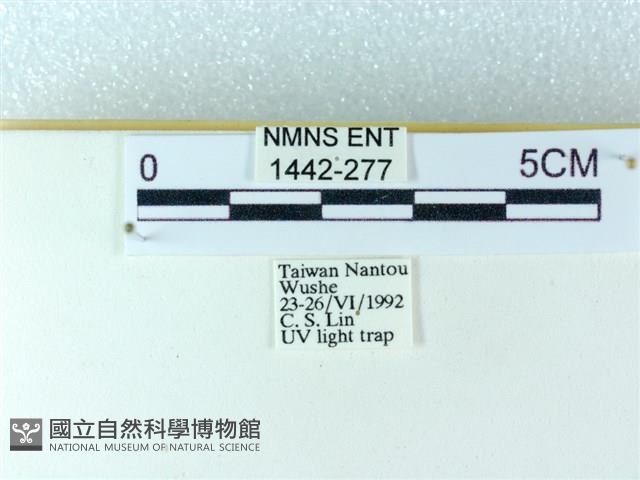 NMNS ENT
1442-277
0 5CM
Taiwan Nantou
Wushe
23-26/VI/1992
C. S. Lin
UV light trap
國立自然科學博物館
NATIONAL MUSEUM OF NATURAL SCIENCE